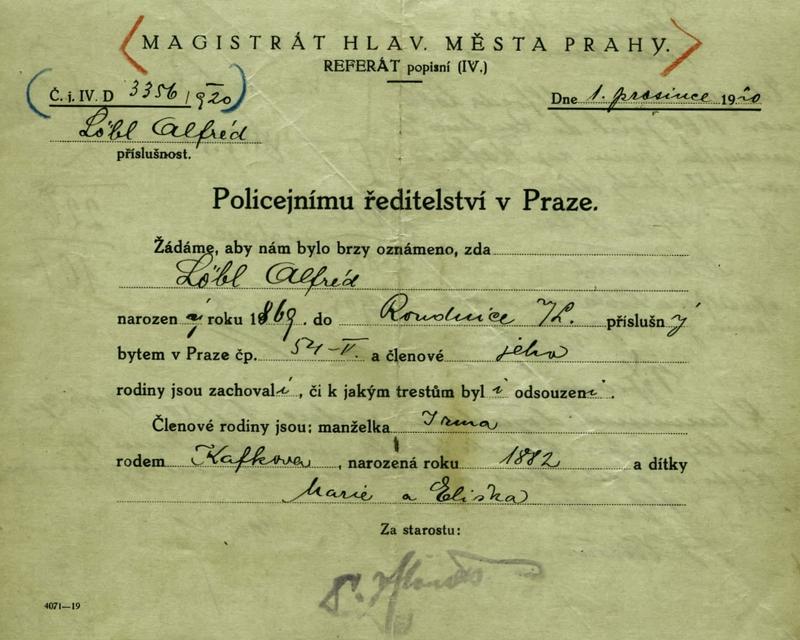 MAGISTRÁT HLAV. MĚSTA PRAHY.
REFERÁT popisní (IV.)
Č. j. IV. D 3356/1920
Dne 1. prosince 1920
Löbl Alfréd
příslušnost.
Policejnímu ředitelství v Praze.
Žádáme, aby nám bylo brzy oznámeno, zda
Löbl Alfréd
narozen ý roku 1869. do Roudnice n/L. příslušný
bytem v Praze čp. 54-V. a členové jeho
rodiny jsou zachovalí, či k jakým trestům byli odsouzeni.
Členové rodiny jsou: manželka Irma
rodem Kafkova, narozená roku 1882 a dítky
Marie a Eliška
Za starostu:
4071—19